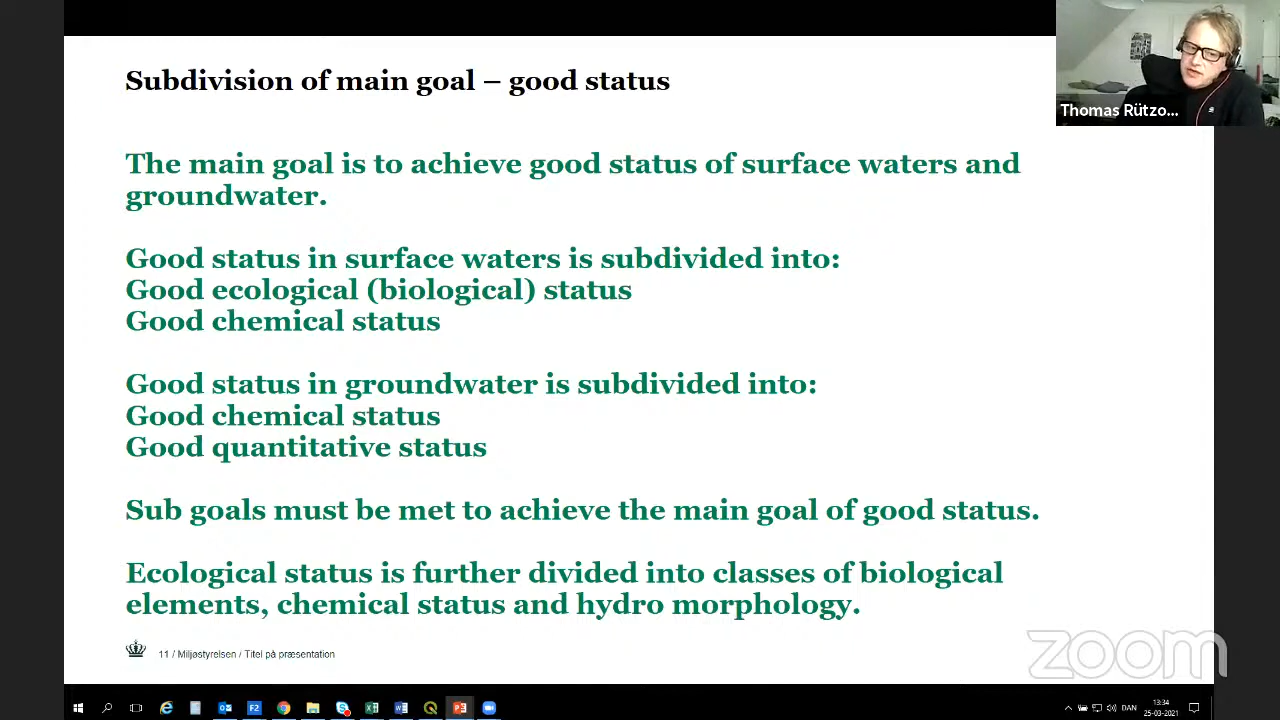 Subdivision of main goal – good status
Thomas Rützo...
The main goal is to achieve good status of surface waters and
groundwater.
Good status in surface waters is subdivided into:
Good ecological (biological) status
Good chemical status
Good status in groundwater is subdivided into:
Good chemical status
Good quantitative status
Sub goals must be met to achieve the main goal of good status.
Ecological status is further divided into classes of biological
elements, chemical status and hydro morphology.
11 / Miljøstyrelsen / Titel på præsentation
zoom
F2
DAN
13:34
25-03-2021